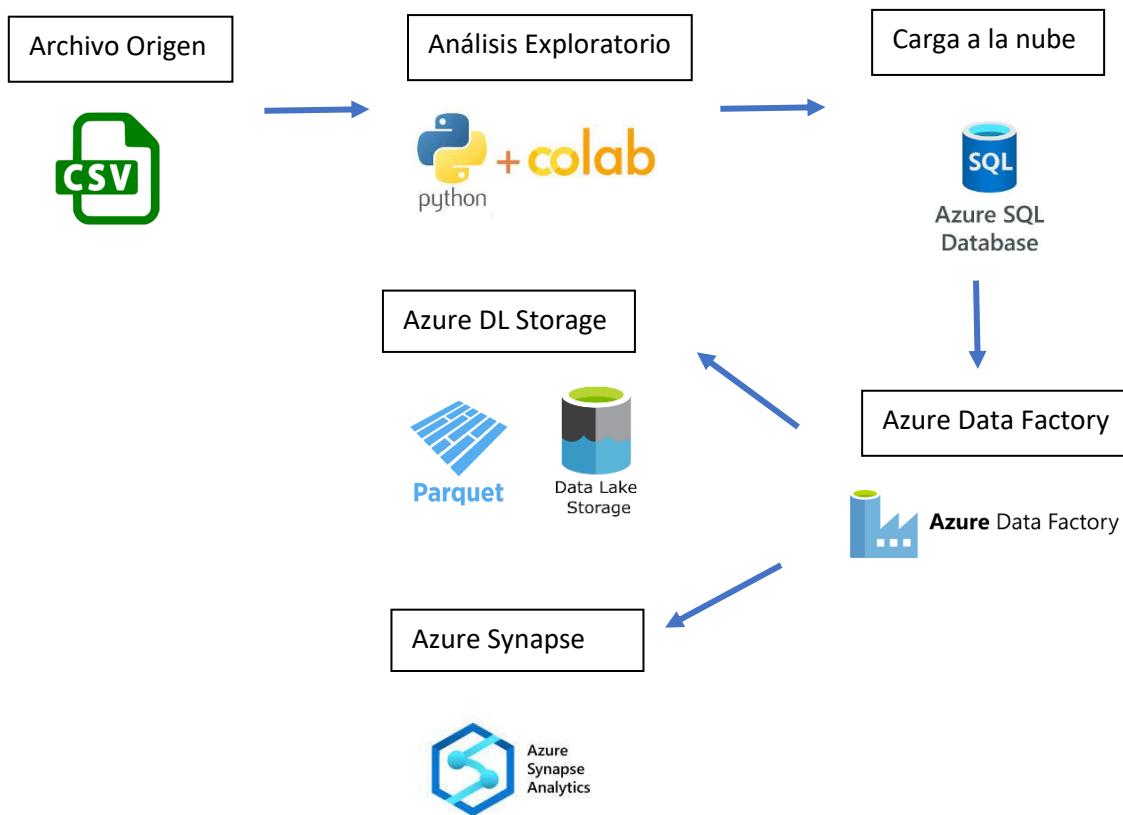 Archivo Origen
Análisis Exploratorio
Carga a la nube
CSV
python
+ colab
SQL
Azure SQL
Database
Azure DL Storage
Parquet
Data Lake
Storage
Azure Data Factory
Azure Data Factory
Azure Synapse
Azure
Synapse
Analytics